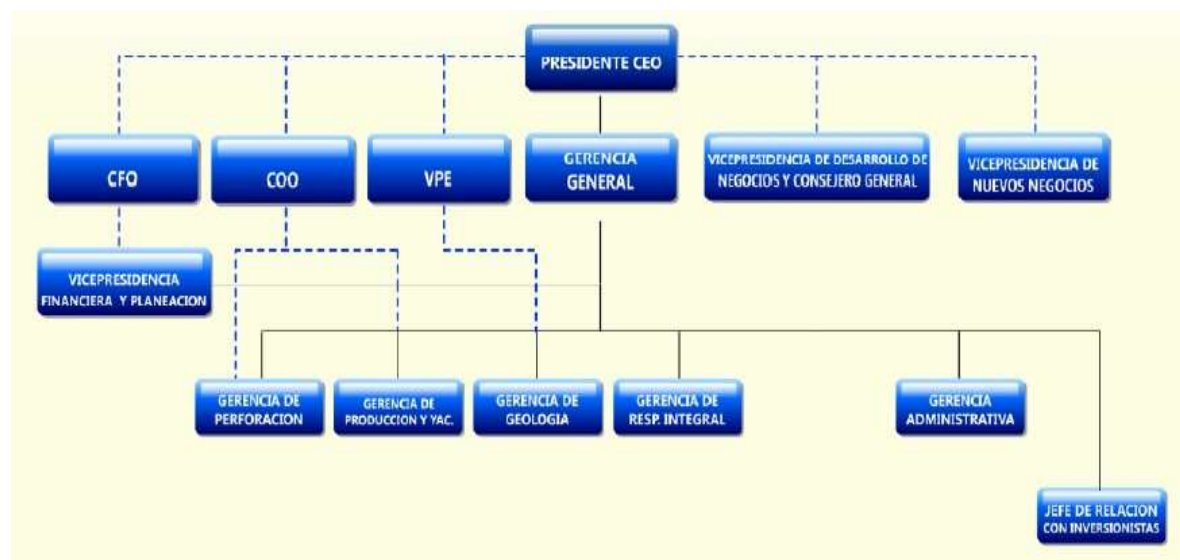 PRESIDENTE CEO
CFO
COO
VPE
GERENCIA
GENERAL
VICEPRESIDENCIA DE DESARROLLO DE
NEGOCIOS Y CONSEJERO GENERAL
VICEPRESIDENCIA DE
NUEVOS NEGOCIOS
VICEPRESIDENCIA
FINANCIERA Y PLANEACION
GERENCIA DE
PERFORACION
GERENCIA DE
PRODUCCION Y YAC.
GERENCIA DE
GEOLOGIA
GERENCIA DE
RESP. INTEGRAL
GERENCIA
ADMINISTRATIVA
JEFE DE RELACION
CON INVERSIONISTAS